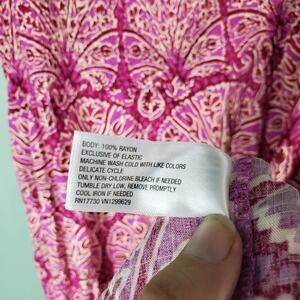 BODY: 100% RAYON
EXCLUSIVE OF ELASTIC
MACHINE WASH COLD WITH LIKE COLORS
DELICATE CYCLE
ONLY NON-CHLORINE BLEACH IF NEEDED
TUMBLE DRY LOW, REMOVE PROMPTLY
COOL IRON IF NEEDED
RN17730 VN1299629